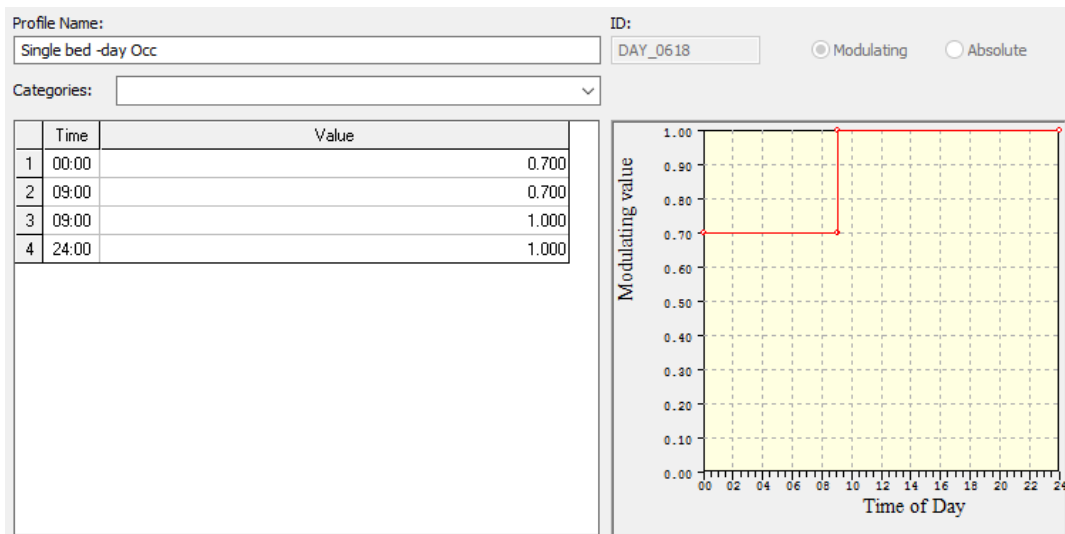 Profile Name:
ID:
Single bed -day Occ
DAY_0618
Modulating
Absolute
Categories:
Time Value
1 00:00 0.700
2 09:00 0.700
3 09:00 1.000
4 24:00 1.000
Modulating value
1.00
0.90
0.80
0.70
0.60
0.50
0.40
0.30
0.20
0.10
0.00
00 02 04 06 08 10 12 14 16 18 20 22 24
Time of Day